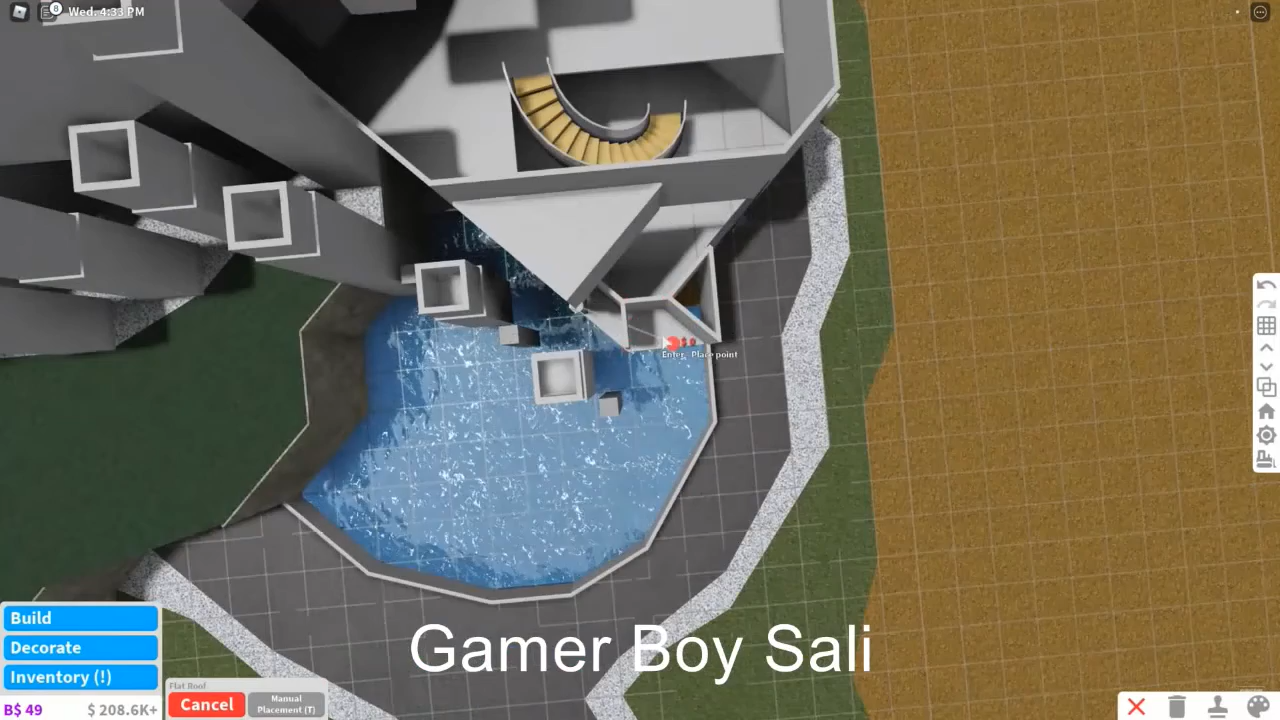 8
Wed. 4:33 PM
Enter - Place point
Gamer Boy Sali
Build
Decorate
Inventory (!)
B$ 49
$ 208.6K+
Flat Roof
Cancel
Manual
Placement (T)